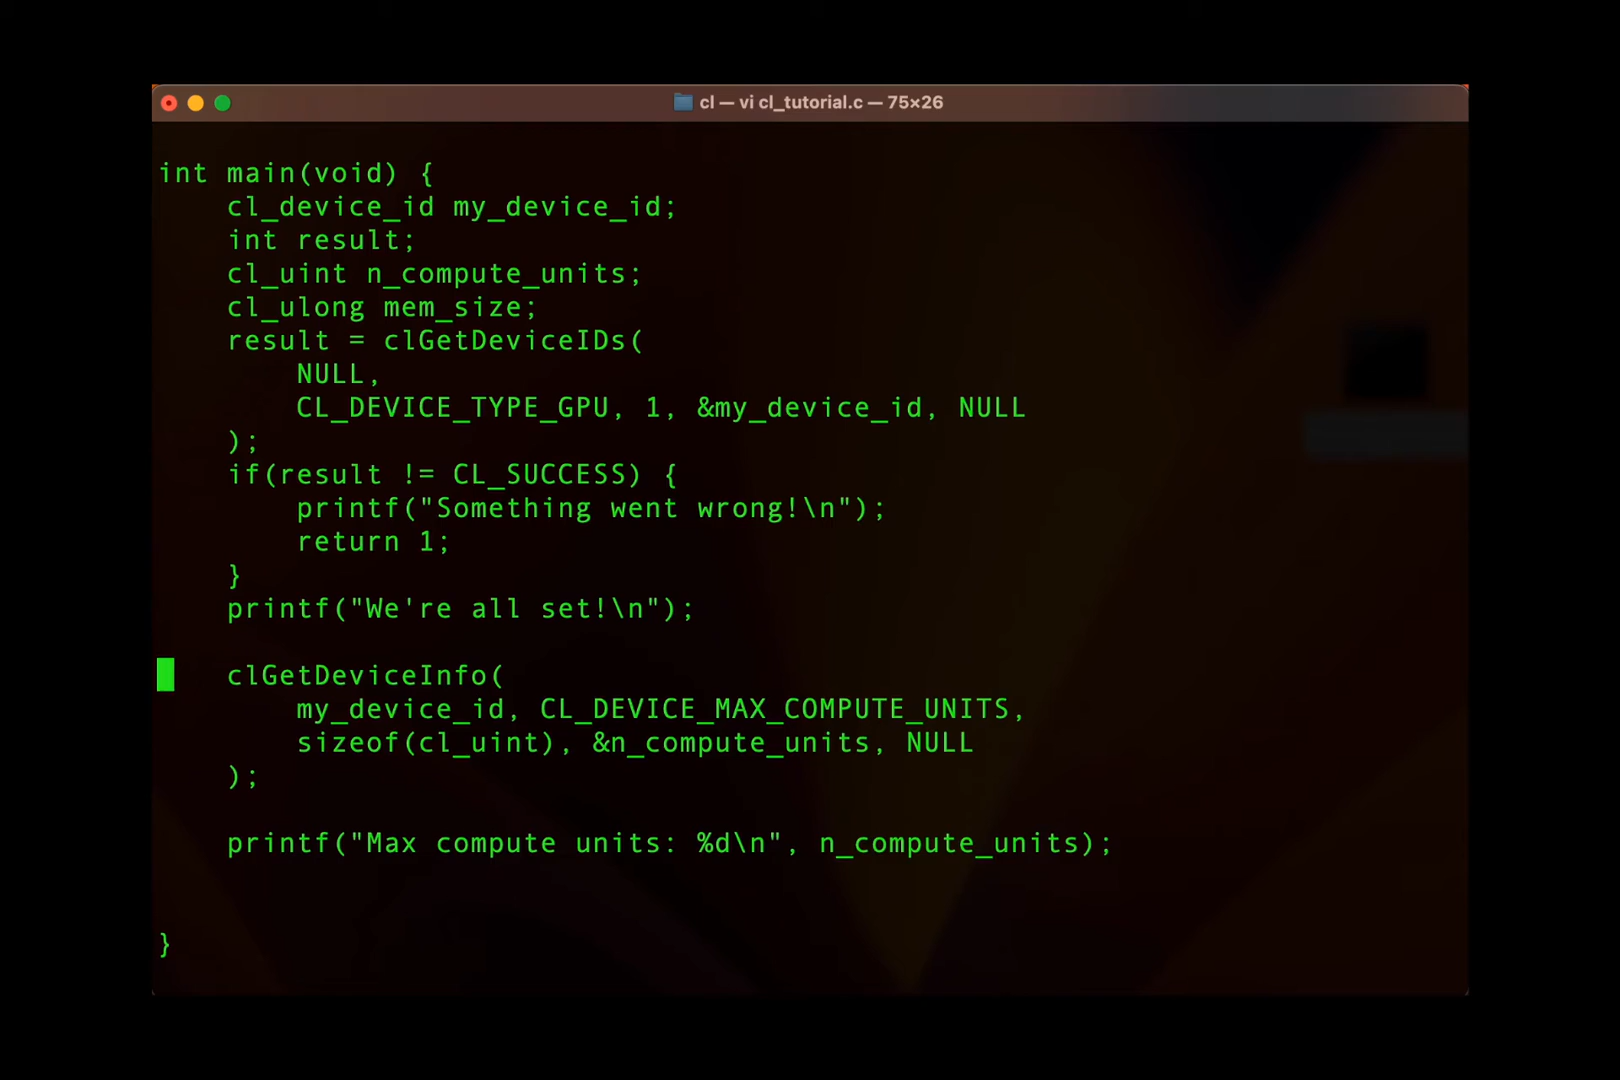 cl — vi cl_tutorial.c — 75×26
int main(void) {
    cl_device_id my_device_id;
    int result;
    cl_uint n_compute_units;
    cl_ulong mem_size;
    result = clGetDeviceIDs(
        NULL,
        CL_DEVICE_TYPE_GPU, 1, &my_device_id, NULL
    );
    if(result != CL_SUCCESS) {
        printf("Something went wrong!\n");
        return 1;
    }
    printf("We're all set!\n");
    clGetDeviceInfo(
        my_device_id, CL_DEVICE_MAX_COMPUTE_UNITS,
        sizeof(cl_uint), &n_compute_units, NULL
    );
    printf("Max compute units: %d\n", n_compute_units);
}